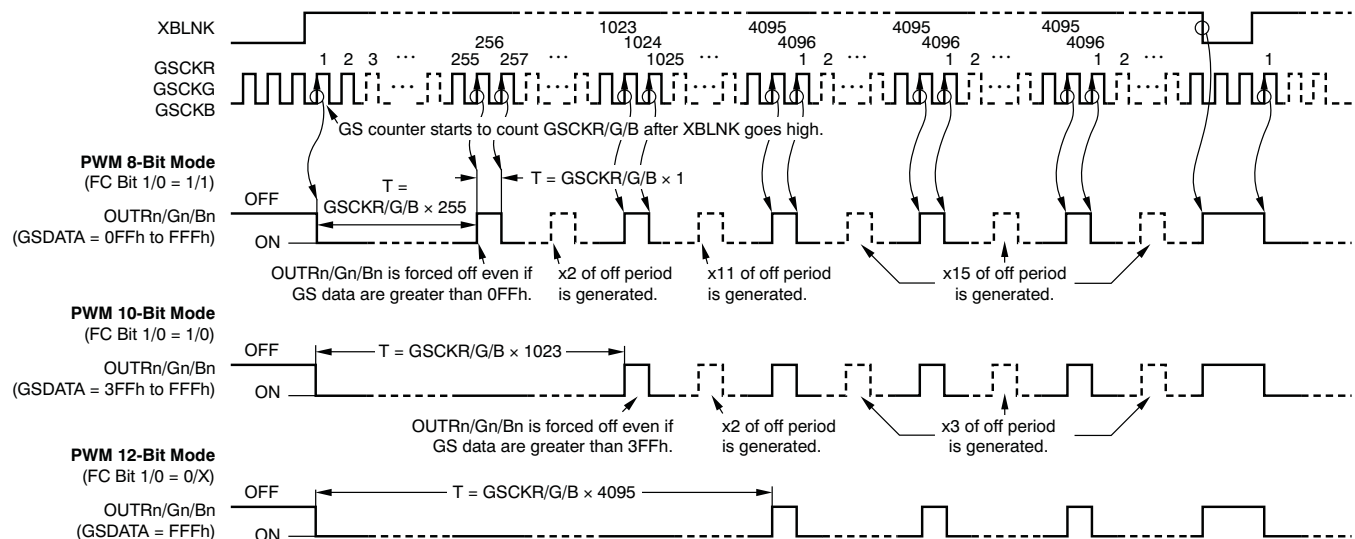 XBLNK
1023 4095 4095 4095
256 1024 4096 4096 4096
1 2 3 ... 255 257 ... 1025 ... 1 2 ... 1 2 ... 1 2 ... 1
GSCKR
GSCKG
GSCKB
GS counter starts to count GSCKR/G/B after XBLNK goes high.
PWM 8-Bit Mode
(FC Bit 1/0 = 1/1)
OUTRn/Gn/Bn
(GSDATA = 0FFh to FFFh)
OFF
ON
T =
GSCKR/G/B × 255
T = GSCKR/G/B × 1
OUTRn/Gn/Bn is forced off even if
GS data are greater than 0FFh.
x2 of off period
is generated.
x11 of off period
is generated.
x15 of off period
is generated.
PWM 10-Bit Mode
(FC Bit 1/0 = 1/0)
OUTRn/Gn/Bn
(GSDATA = 3FFh to FFFh)
OFF
ON
T = GSCKR/G/B × 1023
OUTRn/Gn/Bn is forced off even if
GS data are greater than 3FFh.
x2 of off period
is generated.
x3 of off period
is generated.
PWM 12-Bit Mode
(FC Bit 1/0 = 0/X)
OUTRn/Gn/Bn
(GSDATA = FFFh)
OFF
ON
T = GSCKR/G/B × 4095